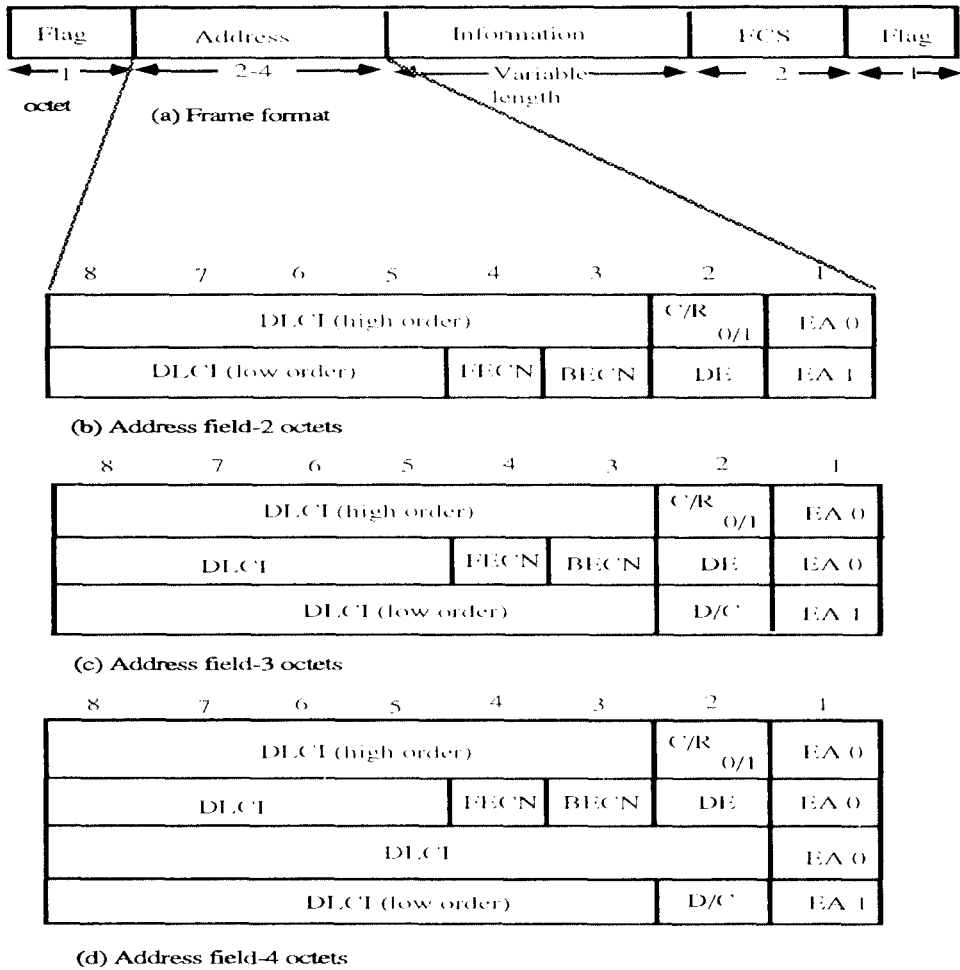 Flag Address Information FCS Flag
1 2-4 Variable 2 1
octet length
(a) Frame format
8 7 6 5 4 3 2 1
DLCI (high order) C/R 0/1 EA 0
DLCI (low order) FECN BECN DE EA 1
(b) Address field-2 octets
8 7 6 5 4 3 2 1
DLCI (high order) C/R 0/1 EA 0
DLCI FECN BECN DE EA 0
DLCI (low order) D/C EA 1
(c) Address field-3 octets
8 7 6 5 4 3 2 1
DLCI (high order) C/R 0/1 EA 0
DLCI FECN BECN DE EA 0
DLCI EA 0
DLCI (low order) D/C EA 1
(d) Address field-4 octets